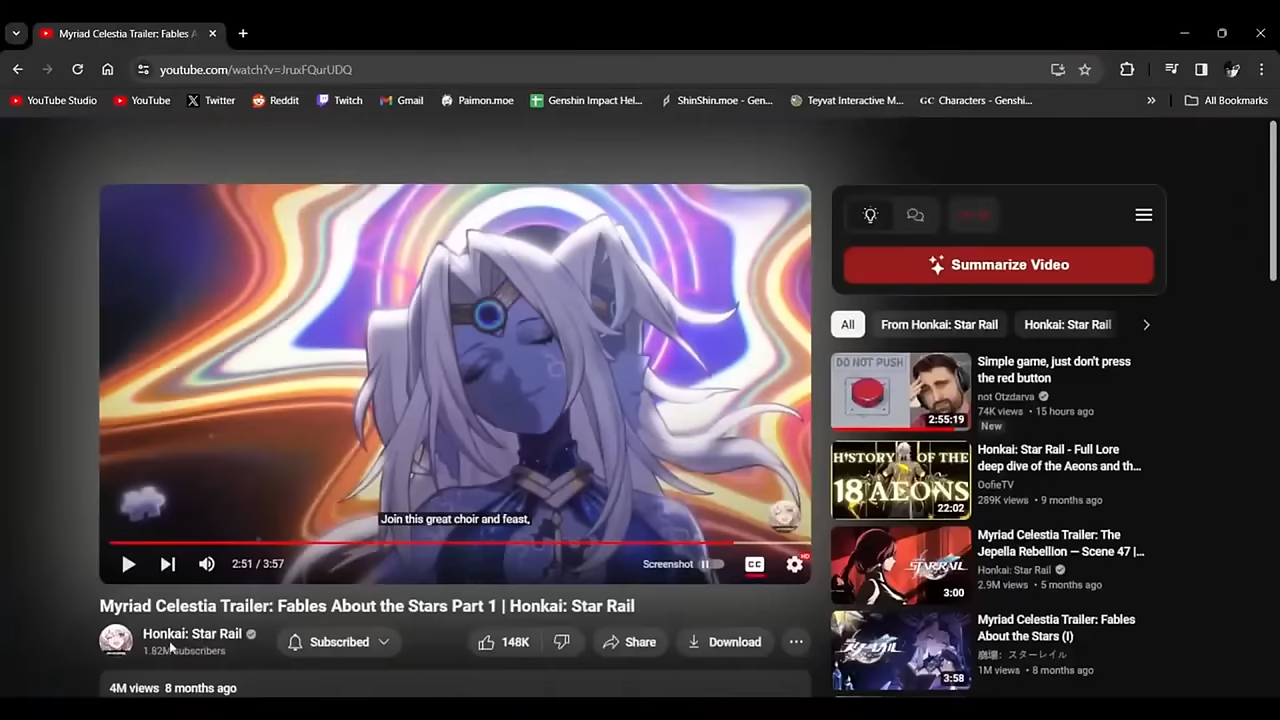 Myriad Celestia Trailer: Fables A
youtube.com/watch?v=JruxFQurUDQ
YouTube Studio
YouTube
Twitter
Reddit
Twitch
Gmail
Paimon.moe
Genshin Impact Hel...
ShinShin.moe - Gen...
Teyvat Interactive M...
GC Characters - Genshi...
All Bookmarks
Join this great choir and feast,
2:51 / 3:57
Screenshot
CC
HD
Myriad Celestia Trailer: Fables About the Stars Part 1 | Honkai: Star Rail
Honkai: Star Rail
1.82M subscribers
Subscribed
148K
Share
Download
4M views 8 months ago
Summarize Video
All
From Honkai: Star Rail
Honkai: Star Rail
DO NOT PUSH
2:55:19
Simple game, just don't press
the red button
not Otzdarva
74K views • 15 hours ago
New
H*STORY OF THE
18 AEONS
22:02
Honkai: Star Rail - Full Lore
deep dive of the Aeons and th...
OofieTV
289K views • 9 months ago
STAR RAIL
3:00
Myriad Celestia Trailer: The
Jepella Rebellion — Scene 47 |...
Honkai: Star Rail
2.9M views • 5 months ago
3:58
Myriad Celestia Trailer: Fables
About the Stars (I)
崩壊：スターレイル
1M views • 8 months ago